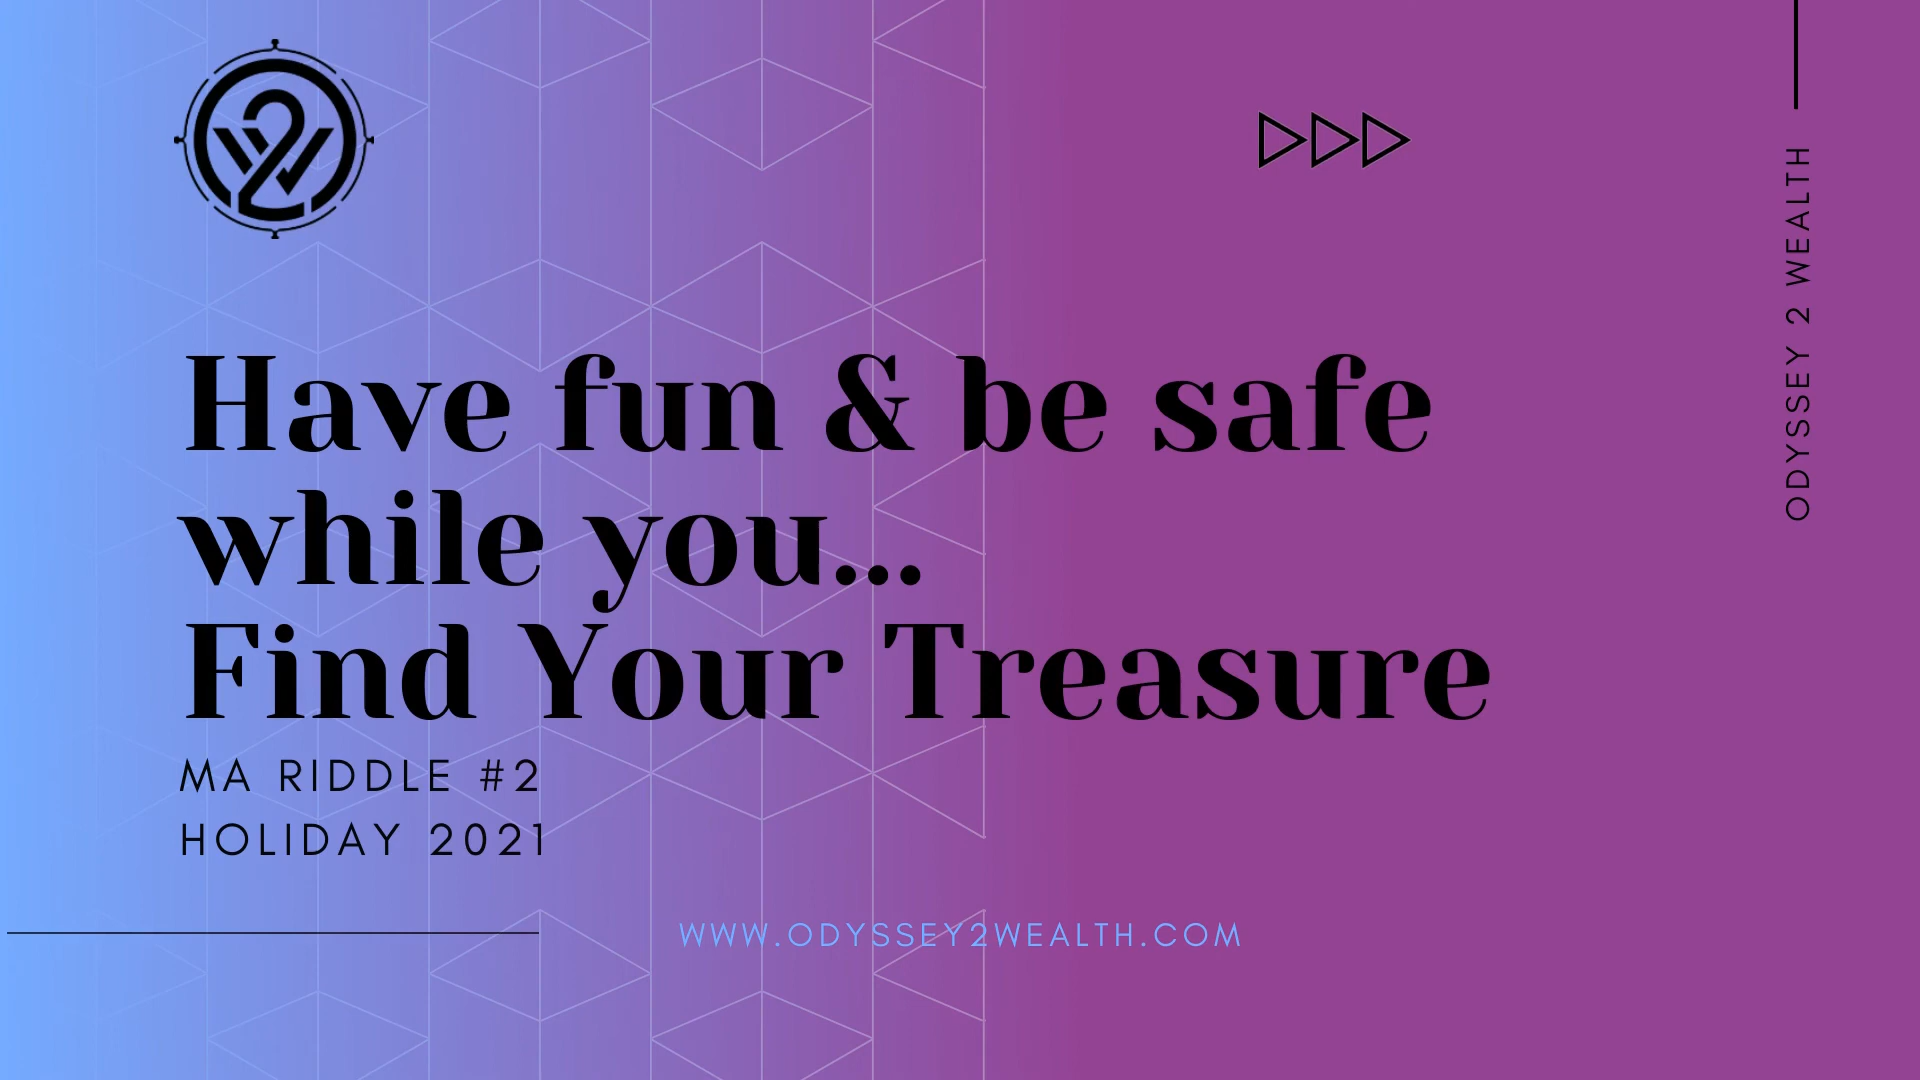 Have fun & be safe
while you...
Find Your Treasure
MA RIDDLE #2
HOLIDAY 2021
WWW.ODYSSEY2WEALTH.COM
ODYSSEY 2 WEALTH